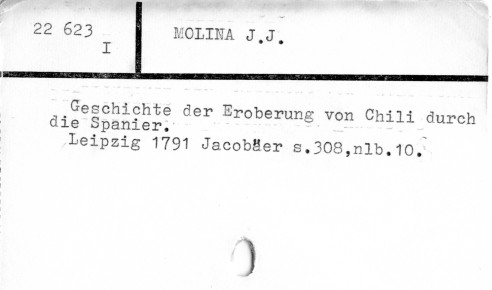 22 623
I
MOLINA J.J.
Geschichte der Eroberung von Chili durch
die Spanier.
Leipzig 1791 Jacobäer s.308,nlb.10.